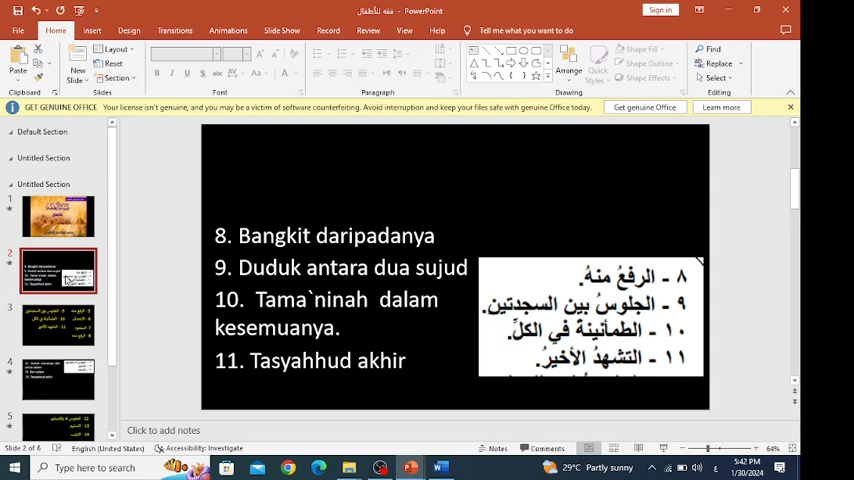 فقه للأطفال - PowerPoint
Sign in
File Home Insert Design Transitions Animations Slide Show Record Review View Help Tell me what you want to do
Paste
New Slide
Layout
Reset
Section
Arrange
Quick Styles
Shape Fill
Shape Outline
Shape Effects
Find
Replace
Select
Clipboard Slides Font Paragraph Drawing Editing
GET GENUINE OFFICE Your license isn't genuine, and you may be a victim of software counterfeiting. Avoid interruption and keep your files safe with genuine Office today. Get genuine Office Learn more
Default Section
Untitled Section
Untitled Section
1
2
3
4
5
8. Bangkit daripadanya
9. Duduk antara dua sujud
10. Tama`ninah dalam
kesemuanya.
11. Tasyahhud akhir
٨ - الرفعُ منهُ.
٩ - الجلوسُ بين السجدتين.
١٠ - الطمأنينةُ في الكلِّ.
١١ - التشهدُ الأخيرُ.
Click to add notes
Slide 2 of 6 English (United States) Accessibility: Investigate Notes Comments 64%
Type here to search
29°C Partly sunny
ع
5:42 PM
1/30/2024